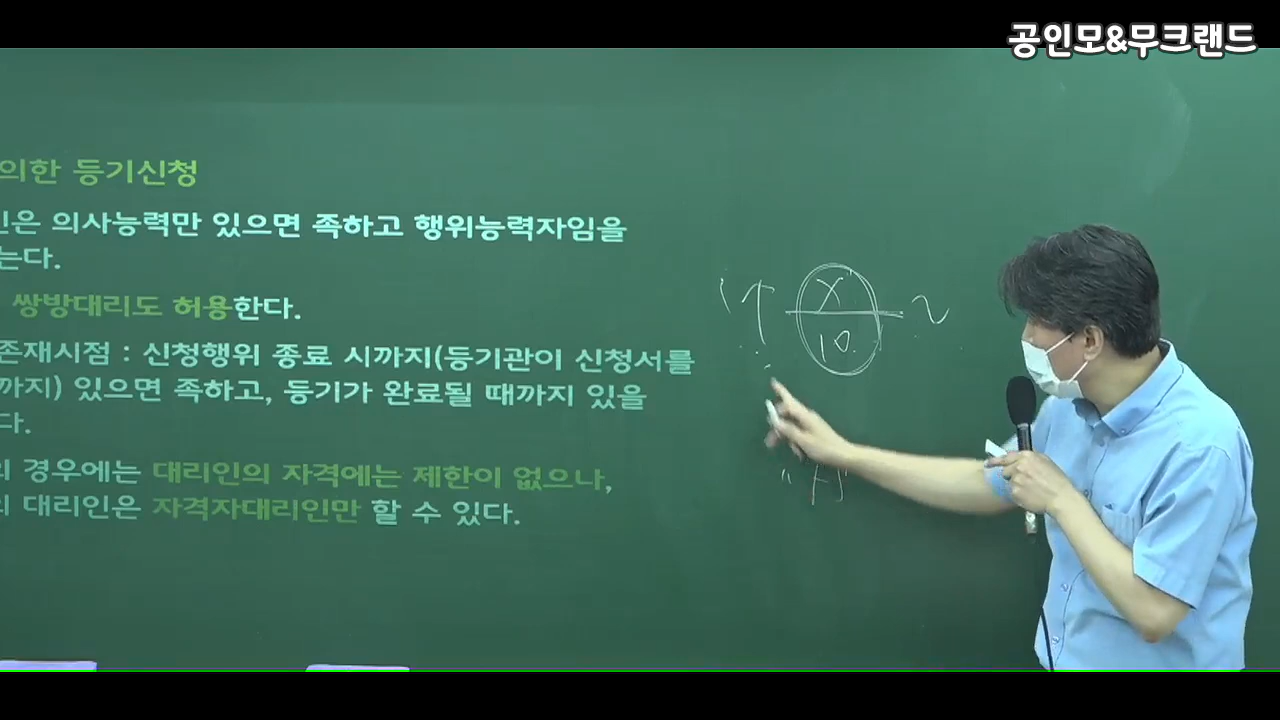 공인모&무크랜드
의한 등기신청
인은 의사능력만 있으면 족하고 행위능력자임을
는다.
쌍방대리도 허용한다.
존재시점 : 신청행위 종료 시까지(등기관이 신청서를
까지) 있으면 족하고, 등기가 완료될 때까지 있을
다.
의 경우에는 대리인의 자격에는 제한이 없으나,
의 대리인은 자격자대리인만 할 수 있다.
X
10